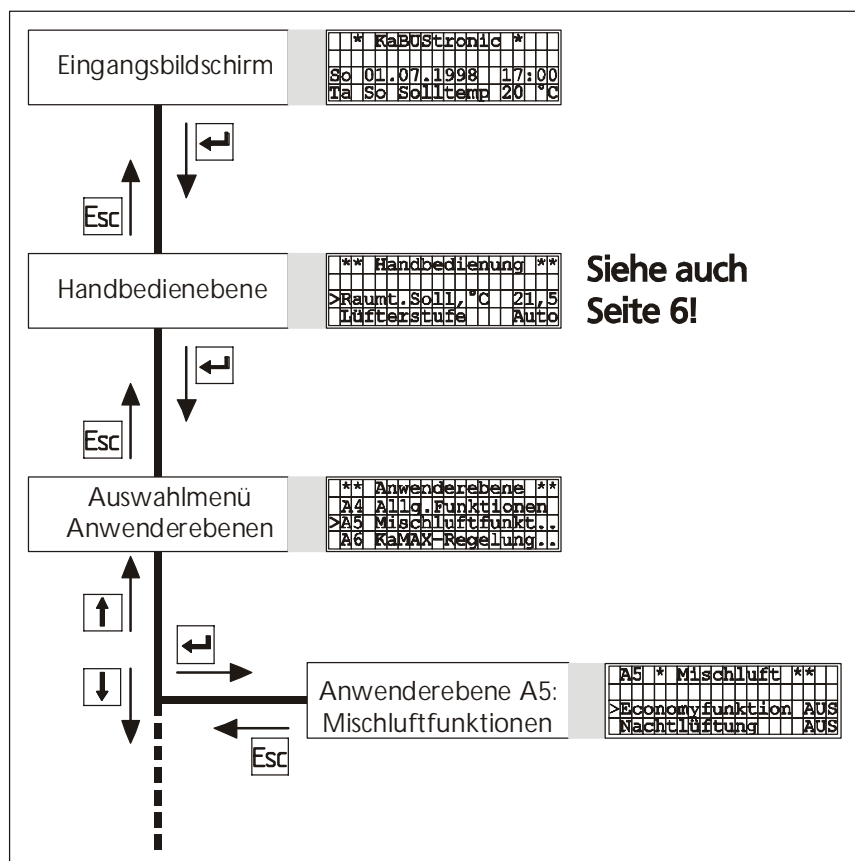 Eingangsbildschirm
* KaBUStronic *
So 01.07.1998 17:00
Ta So Solltemp 20 °C
Esc
Handbedienebene
** Handbedienung **
>Raumt.Soll,°C 21,5
Lüfterstufe Auto
Siehe auch
Seite 6!
Esc
Auswahlmenü
Anwenderebenen
** Anwenderebene **
A4 Allg.Funktionen
>A5 Mischluftfunkt..
A6 KaMAX-Regelung..
Anwenderebene A5:
Mischluftfunktionen
A5 * Mischluft **
>Economyfunktion AUS
Nachtlüftung AUS
Esc